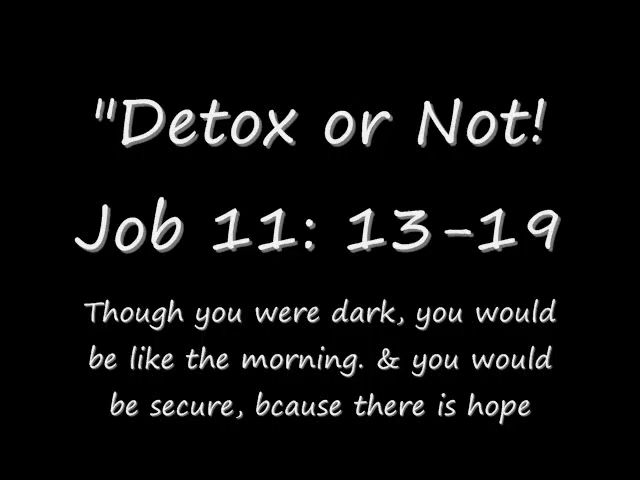 "Detox or Not!
Job 11: 13-19
Though you were dark, you would
be like the morning. & you would
be secure, bcause there is hope